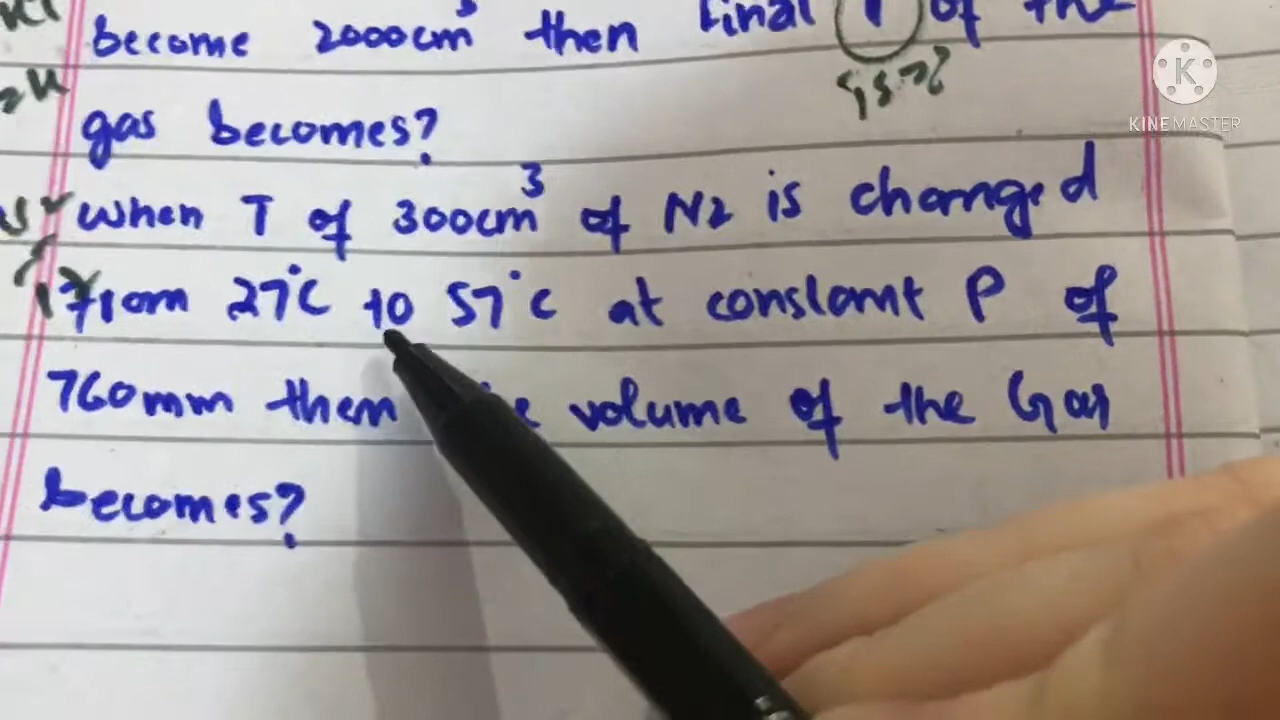 become 2000cm³ then final T of the
gas becomes?
when T of 300cm³ of N2 is changed
from 27°C to 57°C at constant P of
760mm then volume of the Gas
becomes?
KINEMASTER